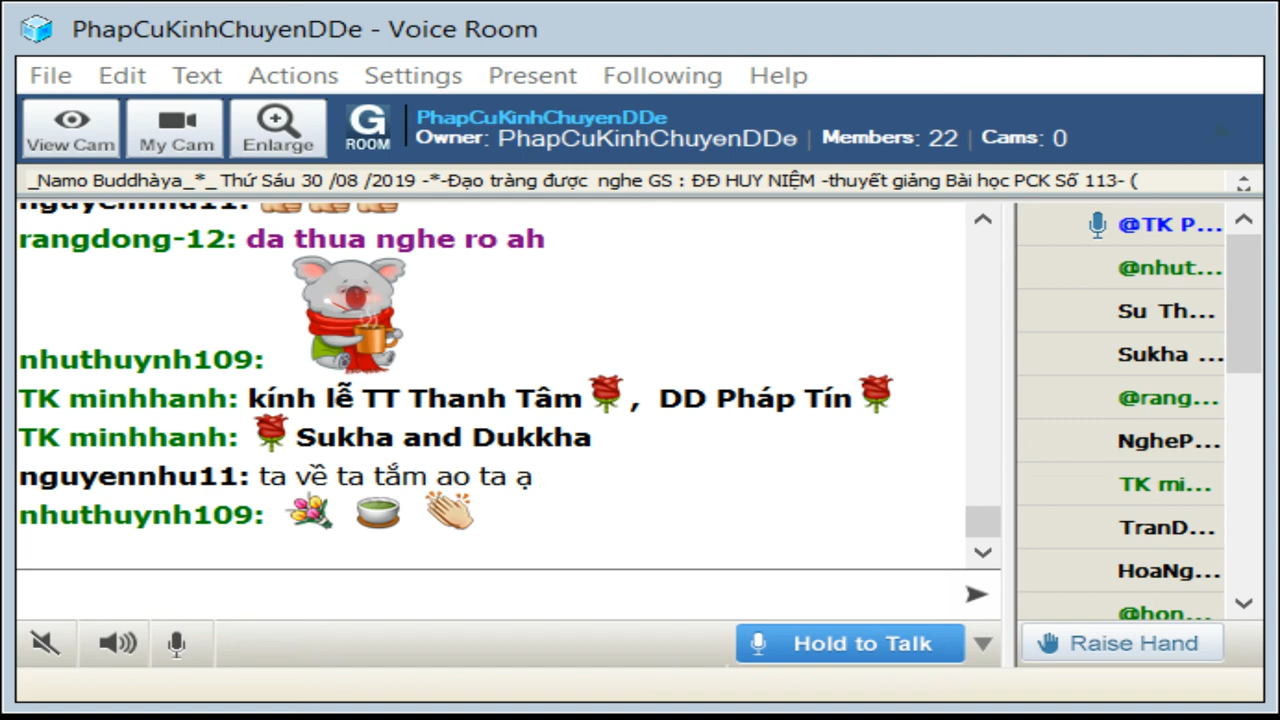 PhapCuKinhChuyenDDe - Voice Room
File Edit Text Actions Settings Present Following Help
View Cam My Cam Enlarge G ROOM
PhapCuKinhChuyenDDe
Owner: PhapCuKinhChuyenDDe | Members: 22 | Cams: 0
_Namo Buddhàya_*_ Thứ Sáu 30 /08 /2019 -*-Đạo tràng được nghe GS : ĐĐ HUY NIỆM -thuyết giảng Bài học PCK Số 113- (
nguyennhu11:
rangdong-12: da thua nghe ro ah
nhuthuynh109:
TK minhhanh: kính lễ TT Thanh Tâm, DD Pháp Tín
TK minhhanh: Sukha and Dukkha
nguyennhu11: ta về ta tắm ao ta ạ
nhuthuynh109:
@TK P...
@nhut...
Su Th...
Sukha ...
@rang...
NgheP...
TK mi...
TranD...
HoaNg...
@hon...
Hold to Talk
Raise Hand